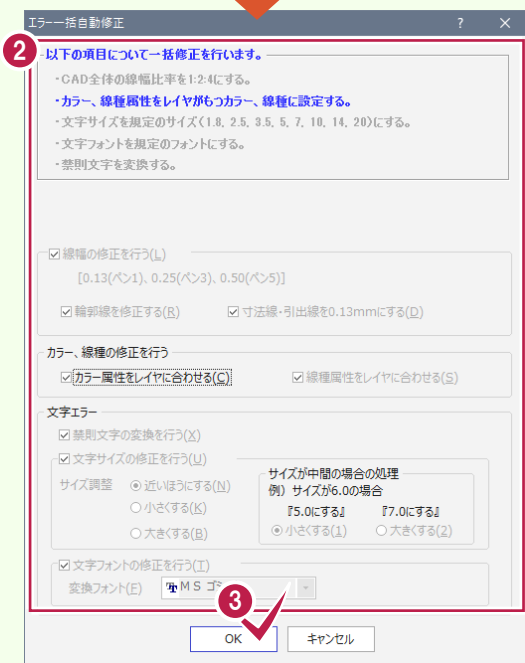 エラー一括自動修正 ? ×
2
以下の項目について一括修正を行います。
・CAD全体の線幅比率を1:2:4にする。
・カラー、線種属性をレイヤがもつカラー、線種に設定する。
・文字サイズを規定のサイズ(1.8, 2.5, 3.5, 5, 7, 10, 14, 20)にする。
・文字フォントを規定のフォントにする。
・禁則文字を変換する。
線幅の修正を行う(L)
[0.13(ペン1)、0.25(ペン3)、0.50(ペン5)]
輪郭線を修正する(R) 寸法線・引出線を0.13mmにする(D)
カラー、線種の修正を行う
カラー属性をレイヤに合わせる(C) 線種属性をレイヤに合わせる(S)
文字エラー
禁則文字の変換を行う(X)
文字サイズの修正を行う(U)
サイズ調整 近いほうにする(N)
小さくする(K)
大きくする(B)
サイズが中間の場合の処理
例) サイズが6.0の場合
『5.0にする』 『7.0にする』
小さくする(1) 大きくする(2)
文字フォントの修正を行う(T)
変換フォント(F) MS
3
OK キャンセル